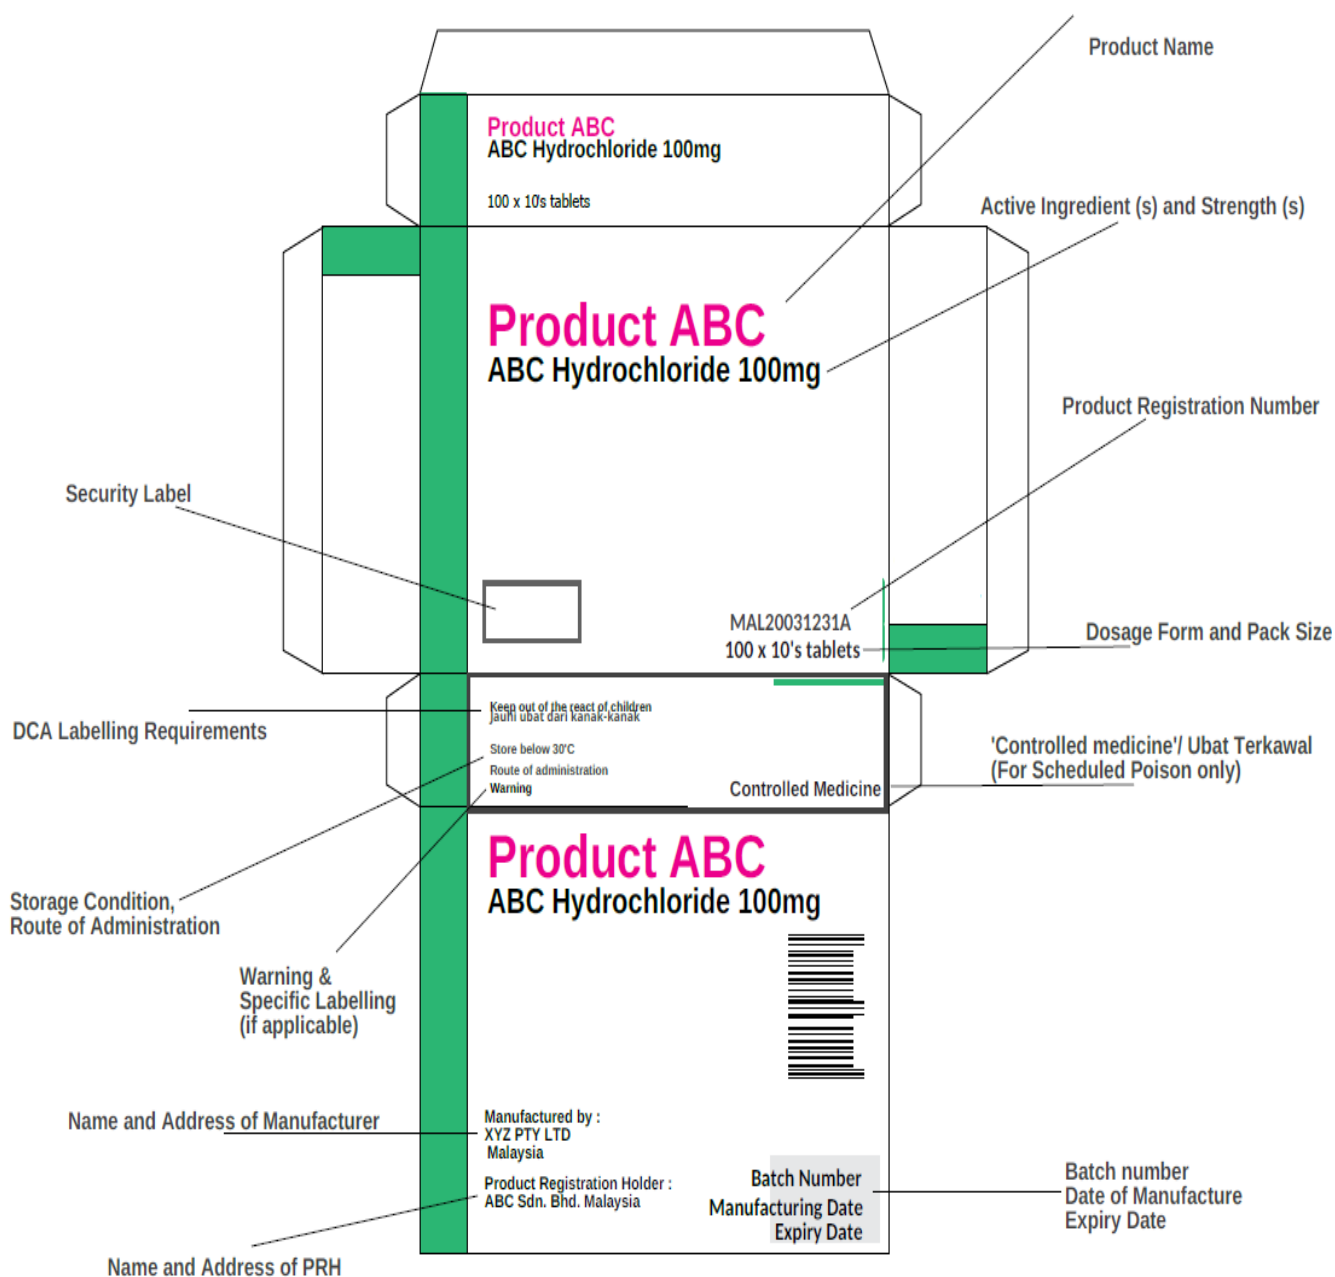 Product Name
Product ABC
ABC Hydrochloride 100mg
100 x 10's tablets
Active Ingredient (s) and Strength (s)
Product ABC
ABC Hydrochloride 100mg
Product Registration Number
Security Label
MAL20031231A
100 x 10's tablets
Dosage Form and Pack Size
Keep out of the react of children
Jauhi ubat dari kanak-kanak
DCA Labelling Requirements
Store below 30'C
Route of administration
Warning
Controlled Medicine
'Controlled medicine'/ Ubat Terkawal
(For Scheduled Poison only)
Product ABC
ABC Hydrochloride 100mg
Storage Condition,
Route of Administration
Warning &
Specific Labelling
(if applicable)
Name and Address of Manufacturer
Manufactured by :
XYZ PTY LTD
Malaysia
Product Registration Holder :
ABC Sdn. Bhd. Malaysia
Batch Number
Manufacturing Date
Expiry Date
Batch number
Date of Manufacture
Expiry Date
Name and Address of PRH